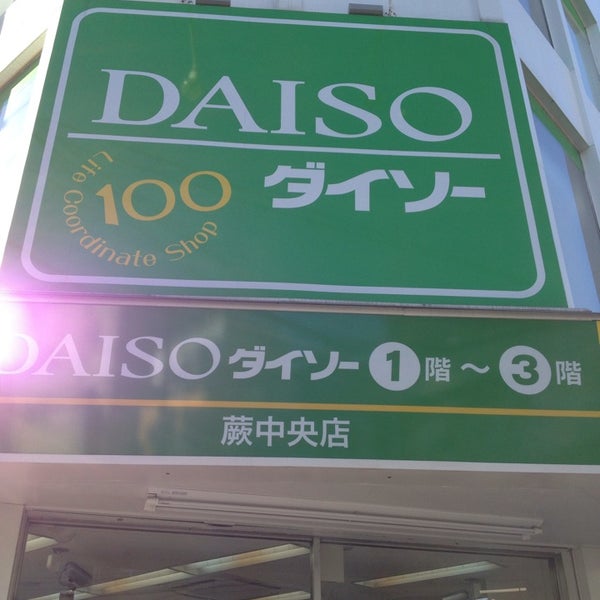 DAISO
100 ダイソー
Life Coordinate Shop
DAISO ダイソー 1階～3階
蕨中央店